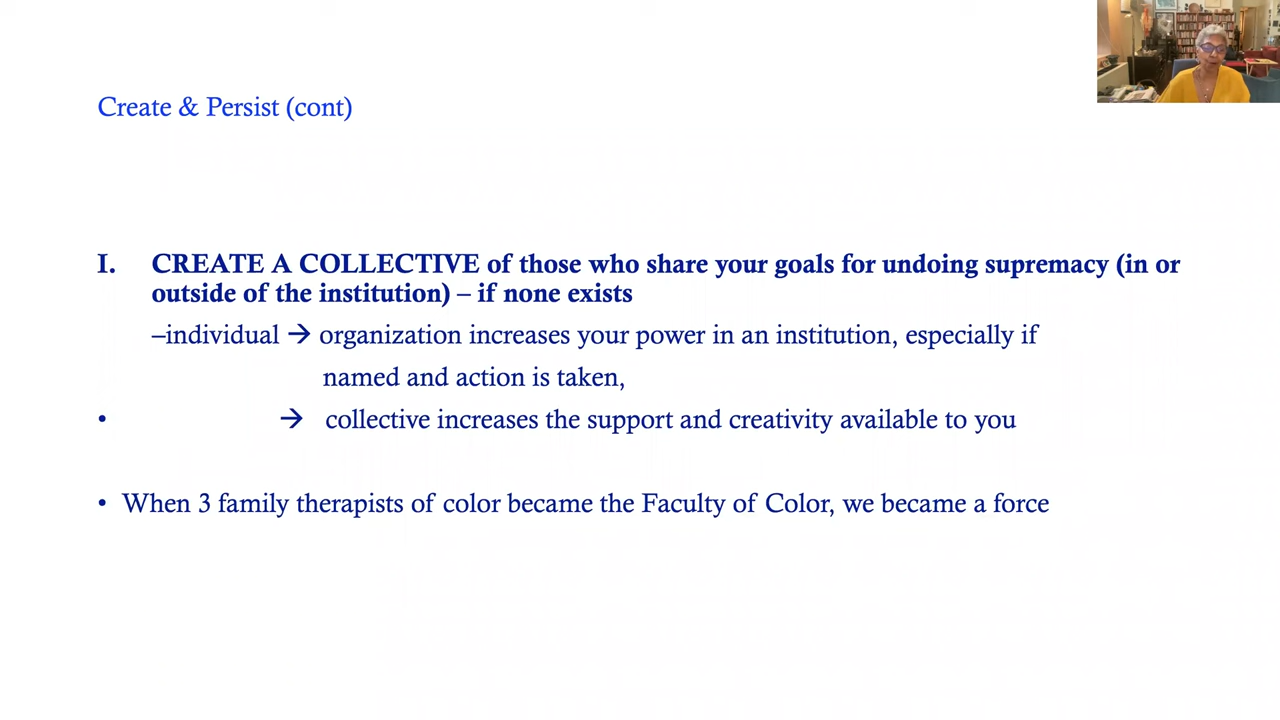 Create & Persist (cont)
I. CREATE A COLLECTIVE of those who share your goals for undoing supremacy (in or
outside of the institution) – if none exists
–individual → organization increases your power in an institution, especially if
named and action is taken,
• → collective increases the support and creativity available to you
• When 3 family therapists of color became the Faculty of Color, we became a force